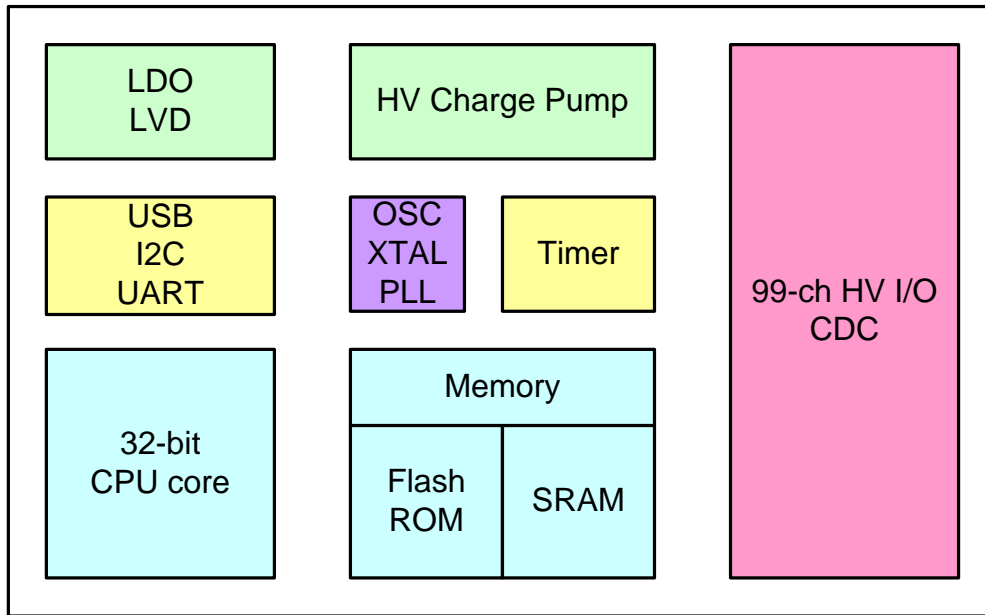 LDO
LVD
HV Charge Pump
USB
I2C
UART
OSC
XTAL
PLL
Timer
99-ch HV I/O
CDC
32-bit
CPU core
Memory
Flash
ROM
SRAM